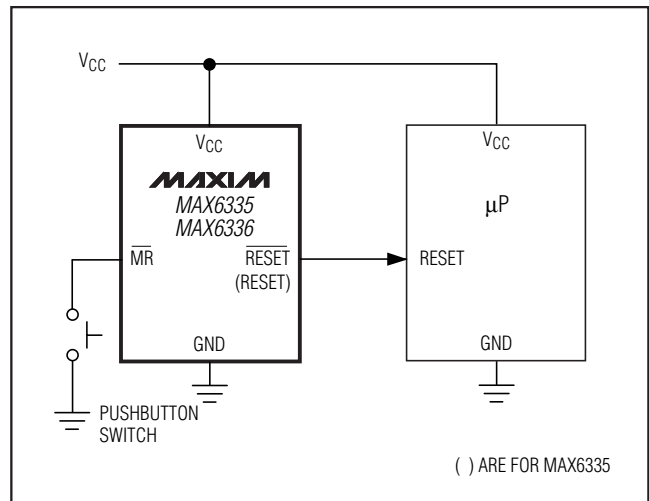 VCC
VCC
MAXIM
MAX6335
MAX6336
MR
RESET
(RESET)
GND
PUSHBUTTON
SWITCH
VCC
μP
RESET
GND
( ) ARE FOR MAX6335